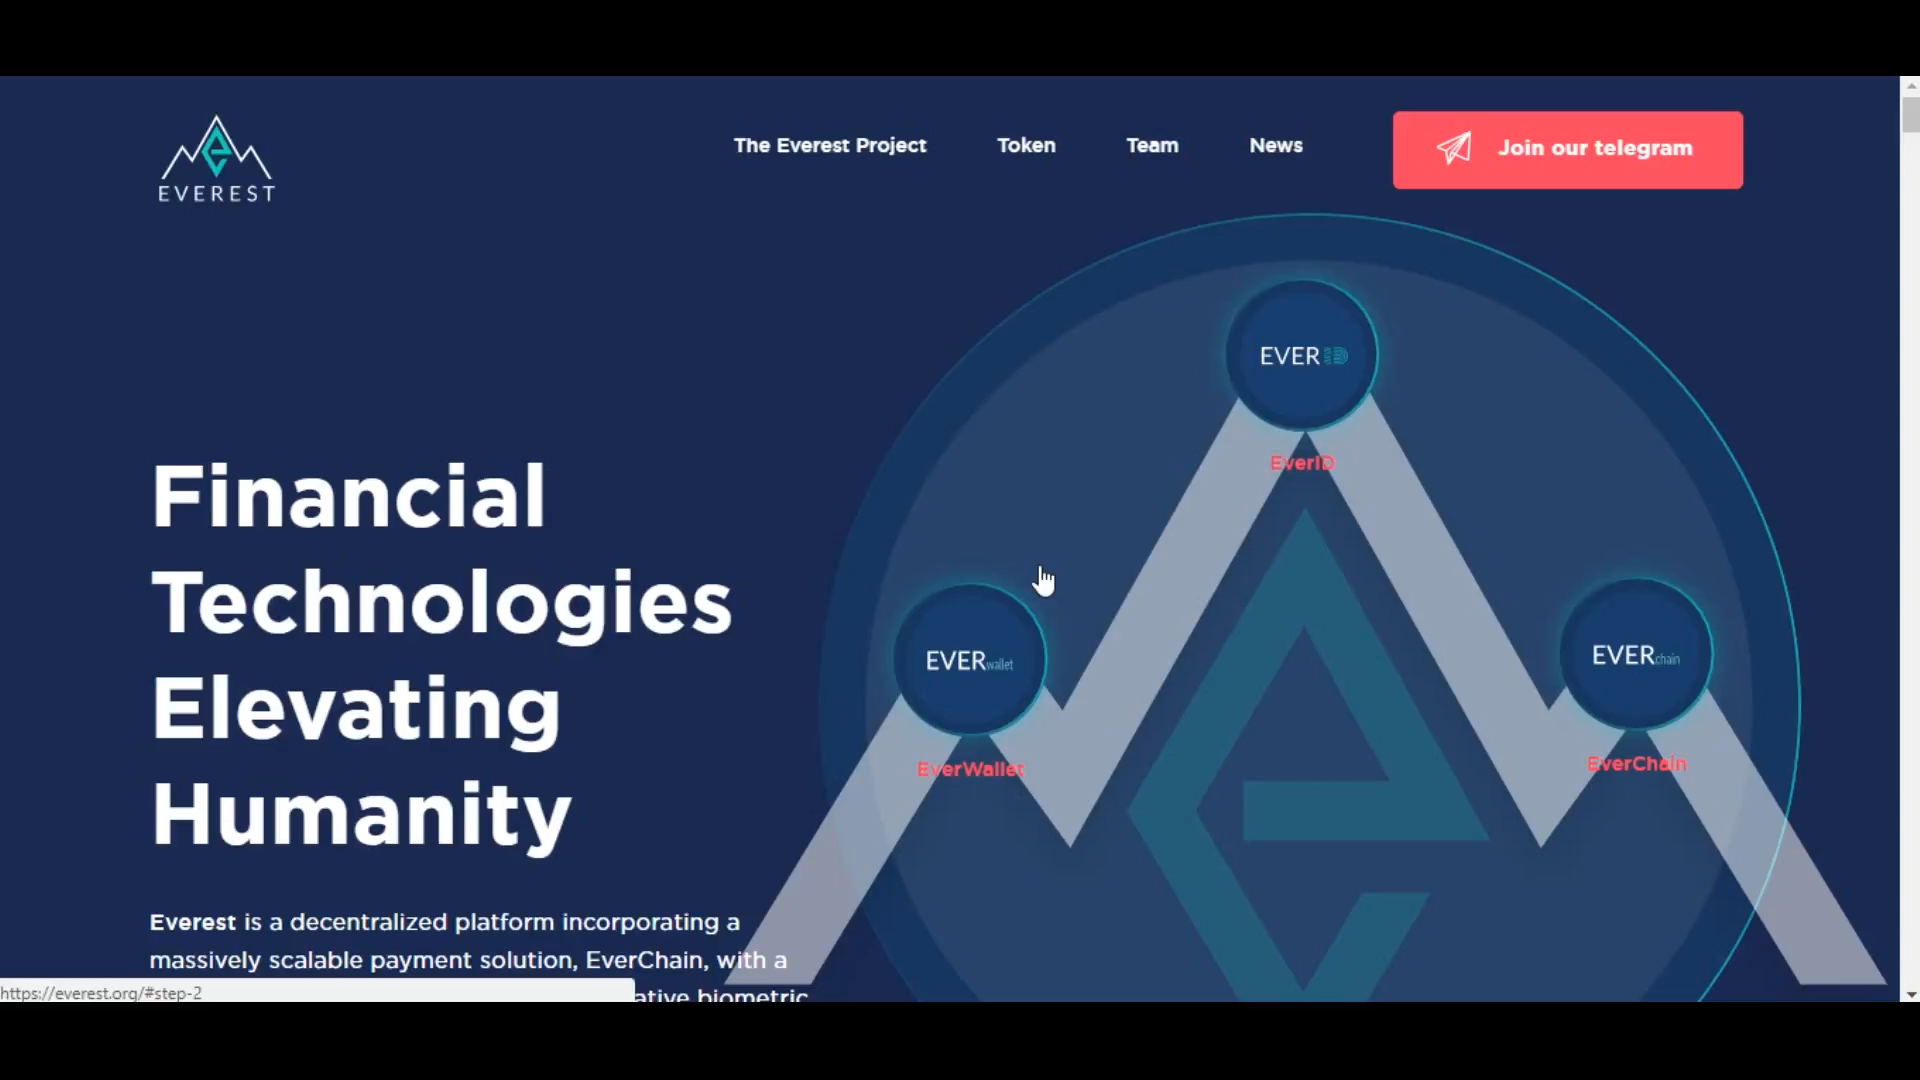 EVEREST
The Everest Project
Token
Team
News
Join our telegram
EVER ID
EverID
Financial
Technologies
Elevating
Humanity
EVERwallet
EverWallet
EVERchain
EverChain
Everest is a decentralized platform incorporating a
massively scalable payment solution, EverChain, with a
ative biometric
https://everest.org/#step-2